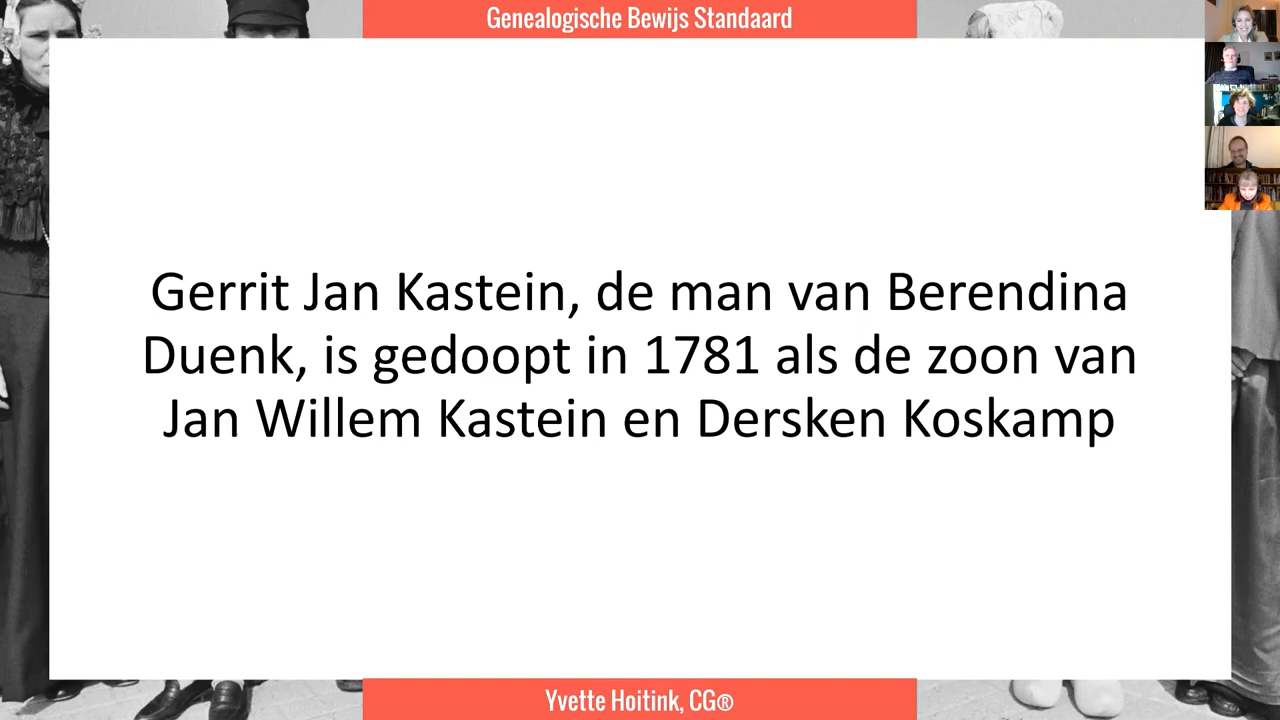 Genealogische Bewijs Standaard
Gerrit Jan Kastein, de man van Berendina
Duenk, is gedoopt in 1781 als de zoon van
Jan Willem Kastein en Dersken Koskamp
Yvette Hoitink, CG®